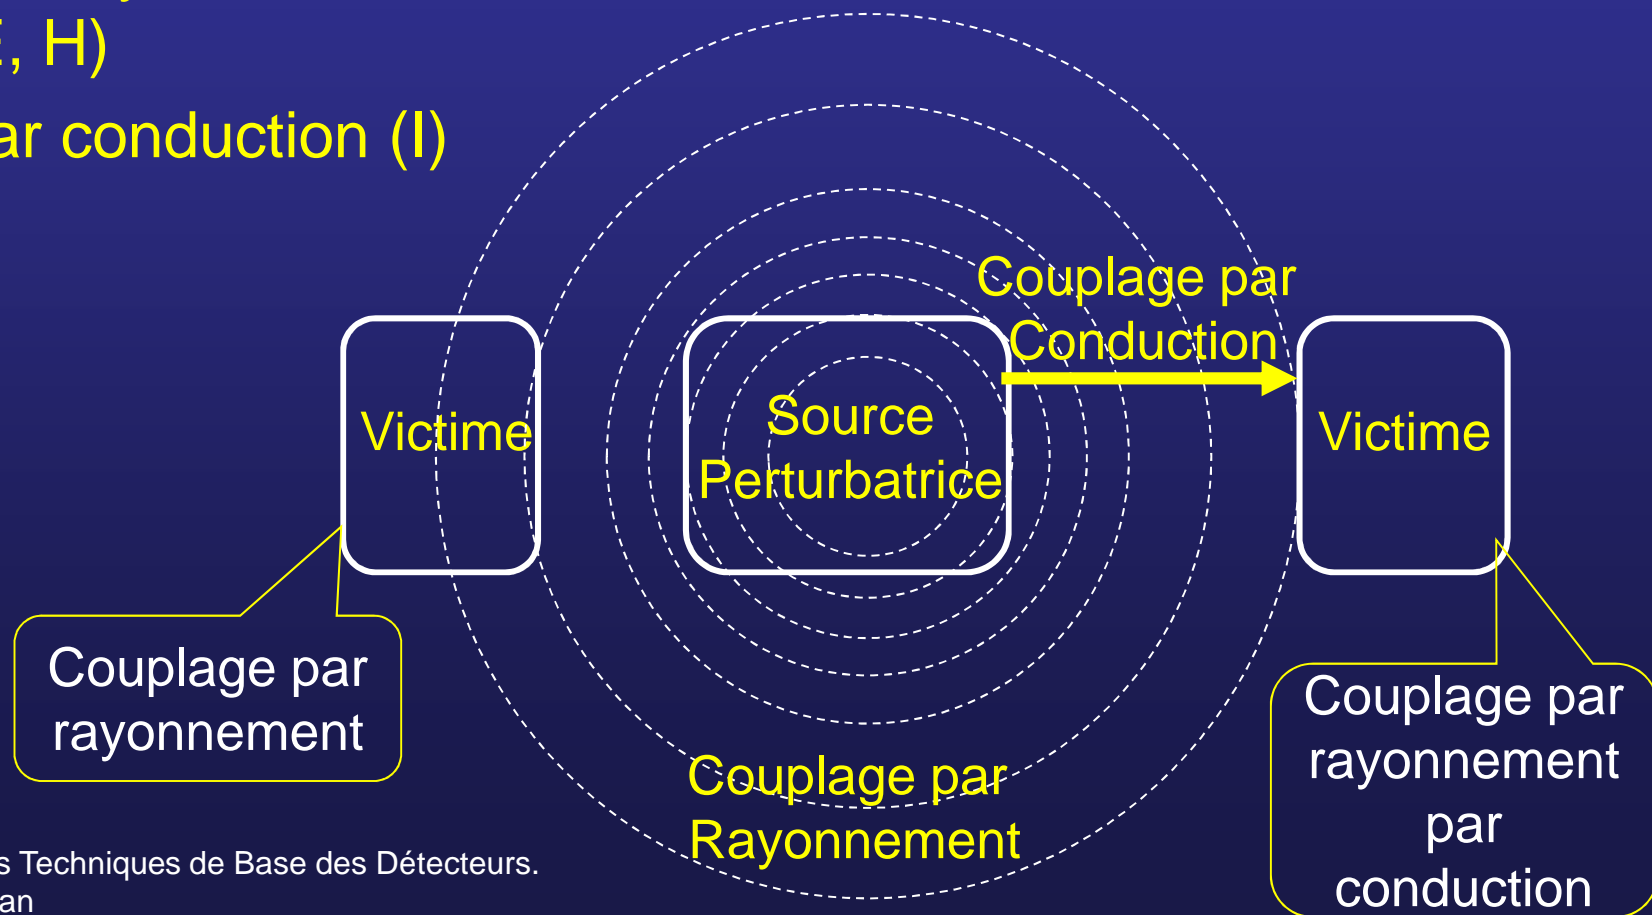 , H)
ar conduction (I)
Couplage par
Conduction
Victime
Source
Perturbatrice
Victime
Couplage par
rayonnement
Couplage par
Rayonnement
Couplage par
rayonnement
par
conduction
s Techniques de Base des Détecteurs.
an